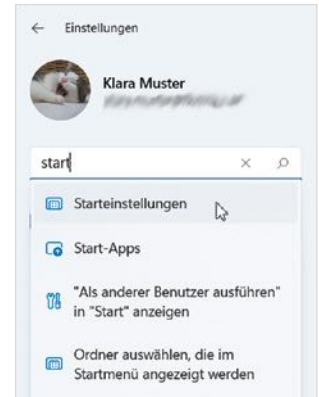 Einstellungen
Klara Muster
start
Starteinstellungen
Start-Apps
"Als anderer Benutzer ausführen"
in "Start" anzeigen
Ordner auswählen, die im
Startmenü angezeigt werden